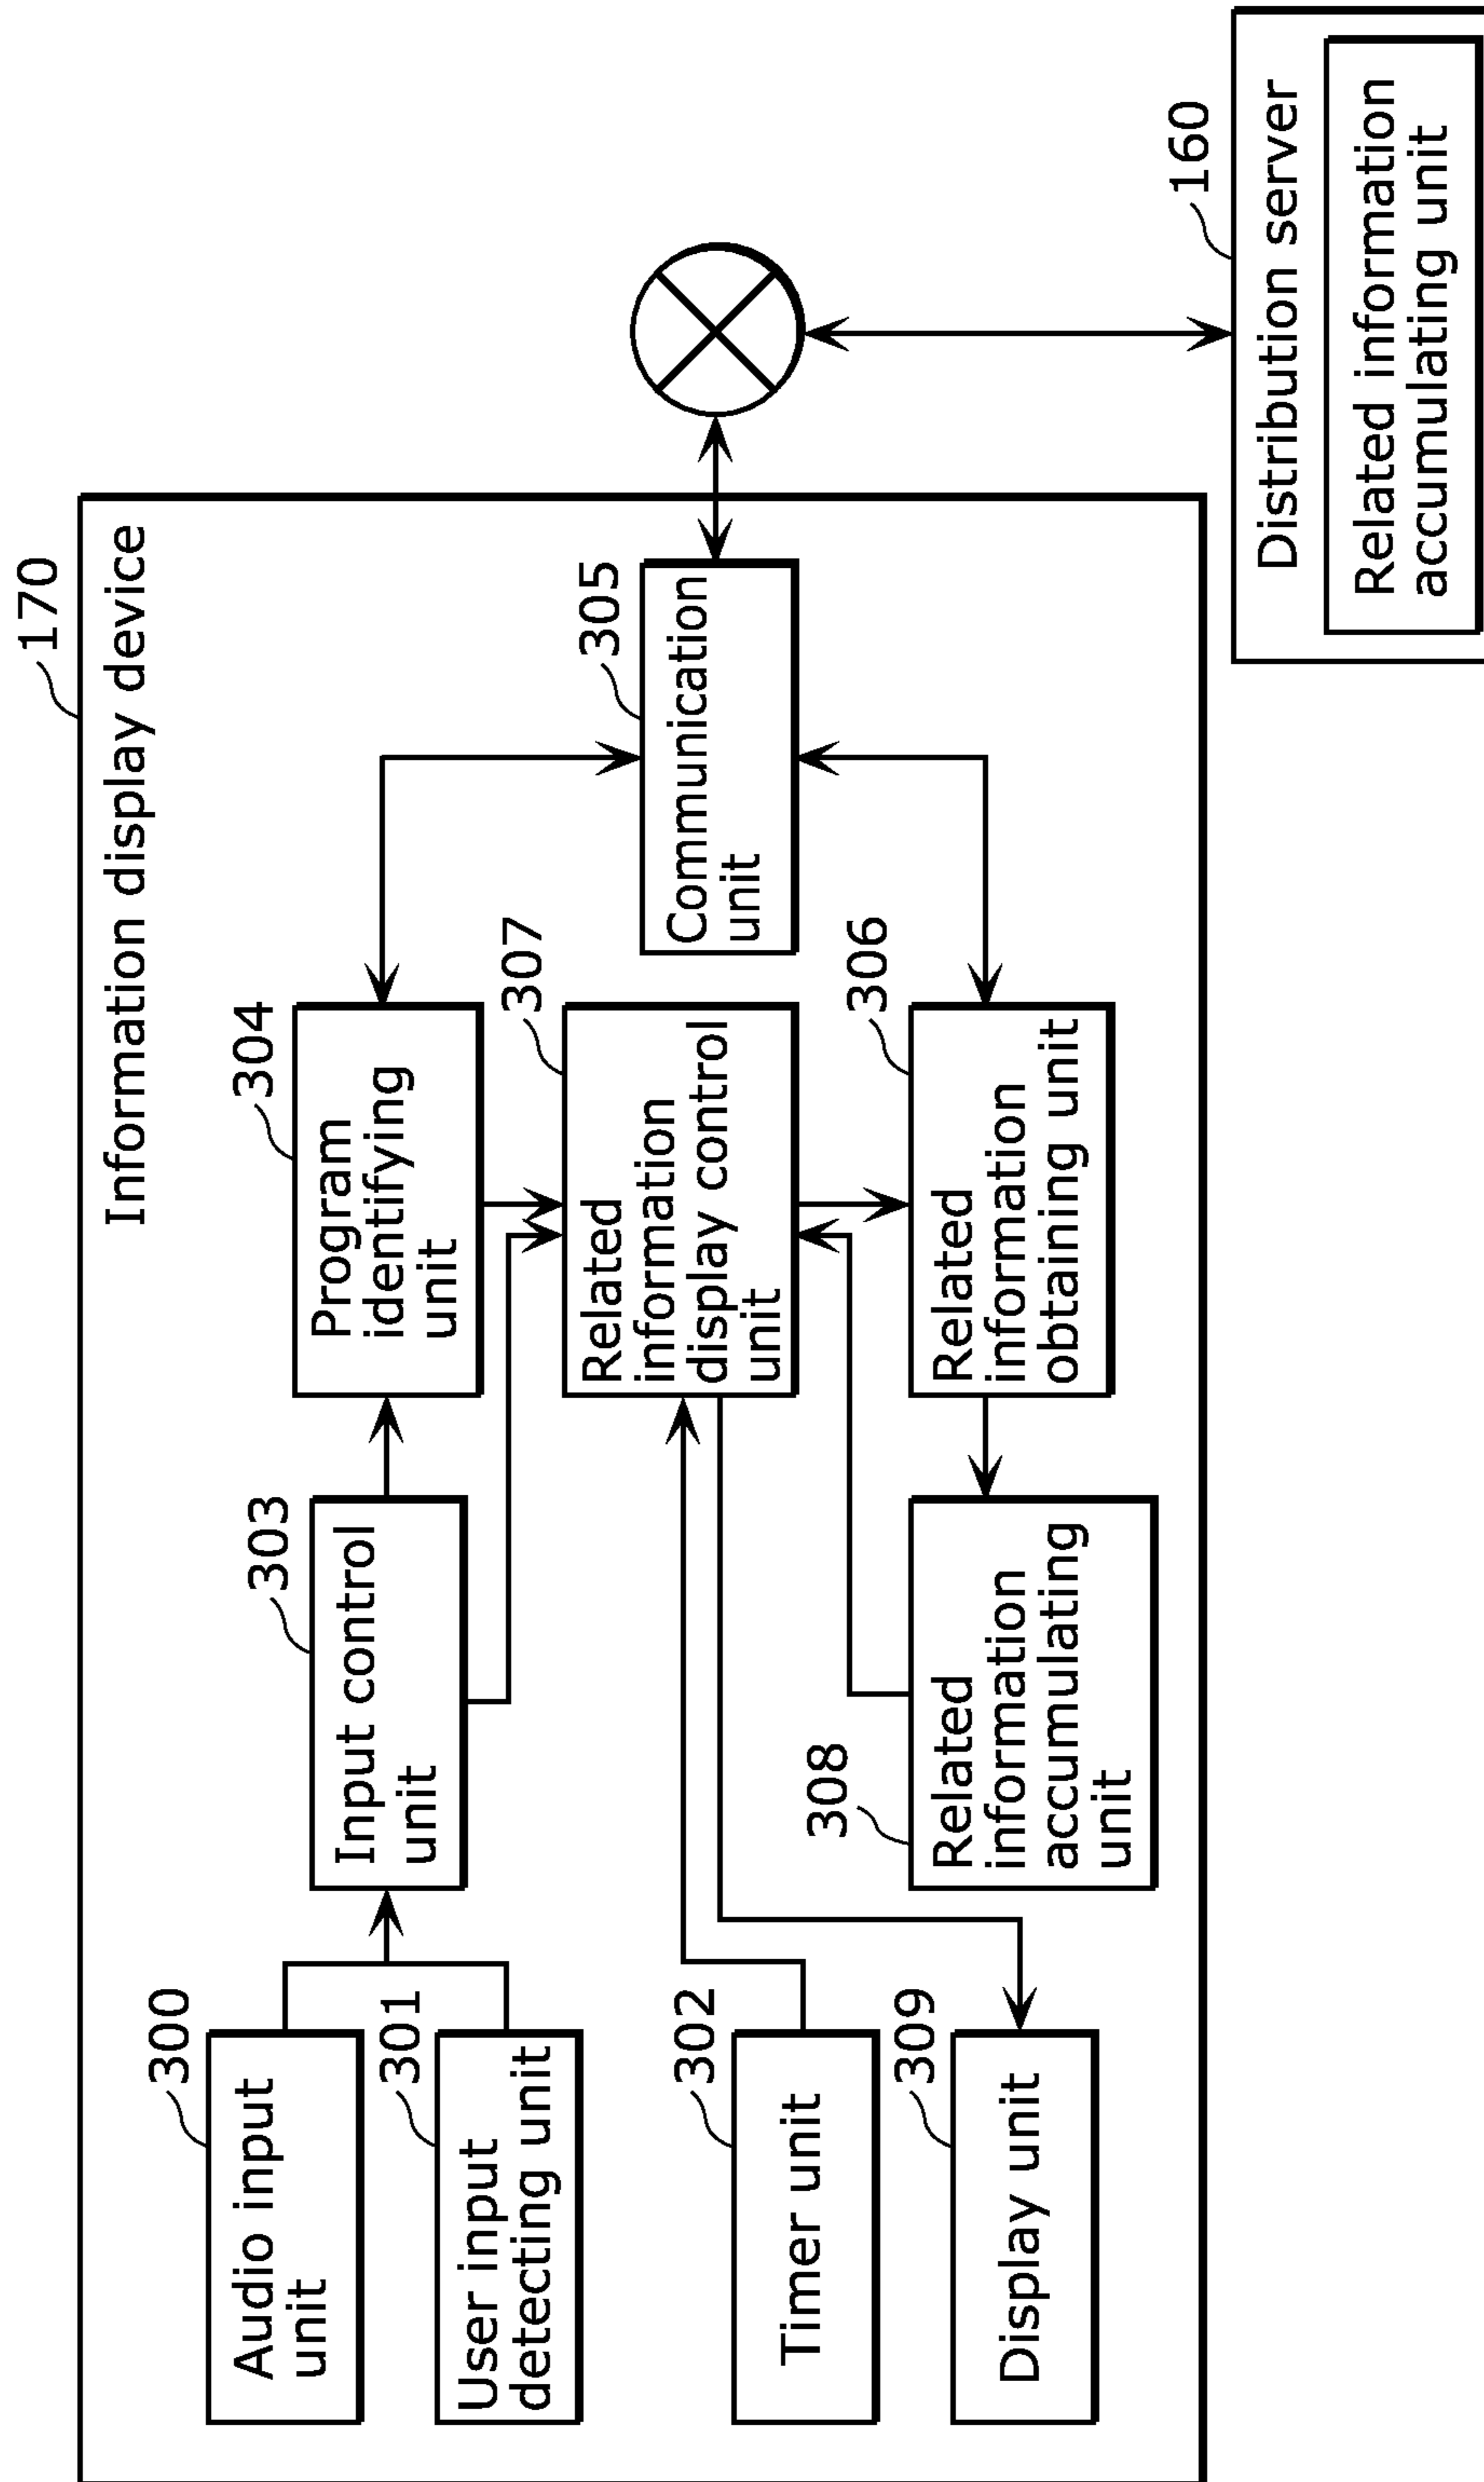 170
Information display device
300
Audio input
unit
301
User input
detecting unit
302
Timer unit
309
Display unit
303
Input control
unit
308
Related
information
accumulating
unit
304
Program
identifying
unit
307
Related
information
display control
unit
306
Related
information
obtaining unit
305
Communication
unit
160
Distribution server
Related information
accumulating unit